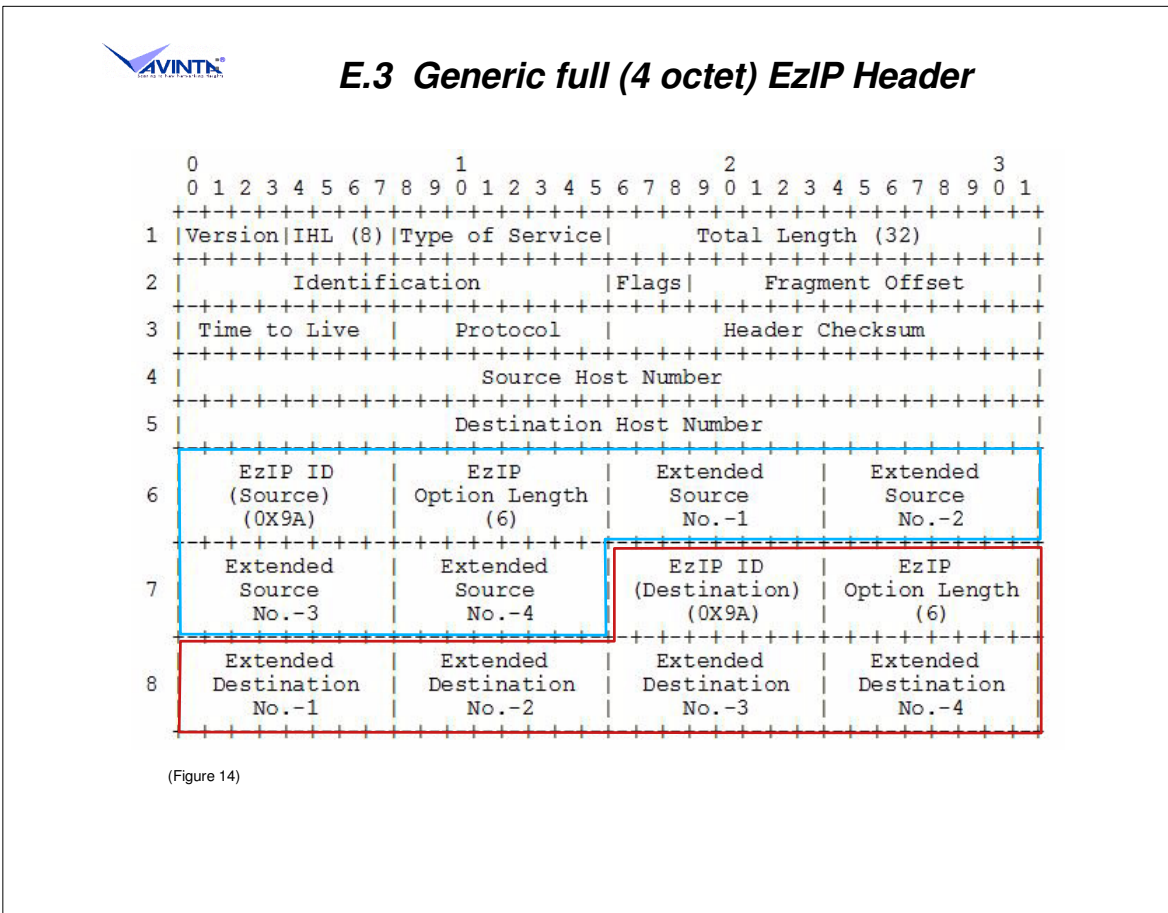 AVINTA®
E.3 Generic full (4 octet) EzIP Header
0 1 2 3
0 1 2 3 4 5 6 7 8 9 0 1 2 3 4 5 6 7 8 9 0 1 2 3 4 5 6 7 8 9 0 1
+-+-+-+-+-+-+-+-+-+-+-+-+-+-+-+-+-+-+-+-+-+-+-+-+-+-+-+-+-+-+-+-+
1 |Version|IHL (8)|Type of Service| Total Length (32) |
+-+-+-+-+-+-+-+-+-+-+-+-+-+-+-+-+-+-+-+-+-+-+-+-+-+-+-+-+-+-+-+-+
2 | Identification |Flags| Fragment Offset |
+-+-+-+-+-+-+-+-+-+-+-+-+-+-+-+-+-+-+-+-+-+-+-+-+-+-+-+-+-+-+-+-+
3 | Time to Live | Protocol | Header Checksum |
+-+-+-+-+-+-+-+-+-+-+-+-+-+-+-+-+-+-+-+-+-+-+-+-+-+-+-+-+-+-+-+-+
4 | Source Host Number |
+-+-+-+-+-+-+-+-+-+-+-+-+-+-+-+-+-+-+-+-+-+-+-+-+-+-+-+-+-+-+-+-+
5 | Destination Host Number |
+-+-+-+-+-+-+-+-+-+-+-+-+-+-+-+-+-+-+-+-+-+-+-+-+-+-+-+-+-+-+-+-+
| EzIP ID | EzIP | Extended | Extended |
6 | (Source) | Option Length | Source | Source |
| (0X9A) | (6) | No.-1 | No.-2 |
+-+-+-+-+-+-+-+-+-+-+-+-+-+-+-+-+-+-+-+-+-+-+-+-+-+-+-+-+-+-+-+-+
| Extended | Extended | EzIP ID | EzIP |
7 | Source | Source | (Destination) | Option Length |
| No.-3 | No.-4 | (0X9A) | (6) |
+-+-+-+-+-+-+-+-+-+-+-+-+-+-+-+-+-+-+-+-+-+-+-+-+-+-+-+-+-+-+-+-+
| Extended | Extended | Extended | Extended |
8 | Destination | Destination | Destination | Destination |
| No.-1 | No.-2 | No.-3 | No.-4 |
+-+-+-+-+-+-+-+-+-+-+-+-+-+-+-+-+-+-+-+-+-+-+-+-+-+-+-+-+-+-+-+-+
(Figure 14)